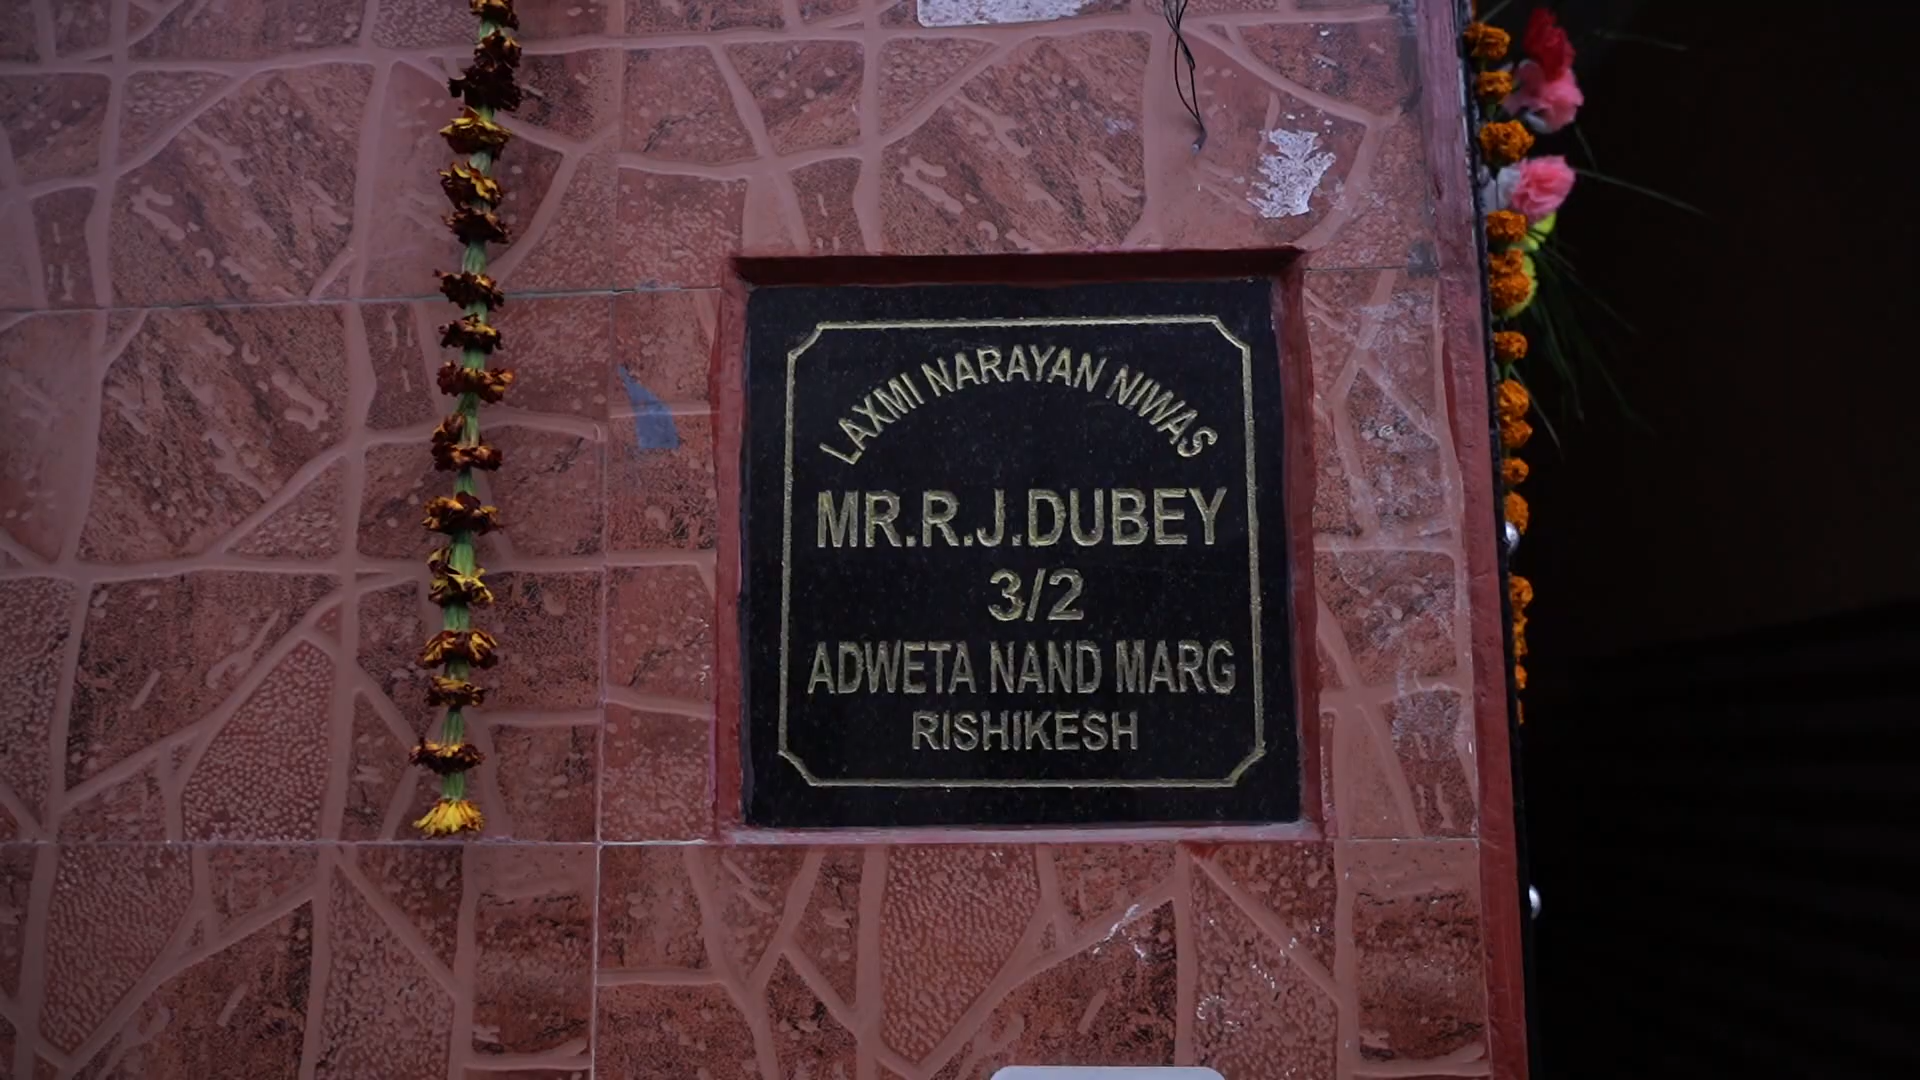 LAXMI NARAYAN NIWAS
MR.R.J.DUBEY
3/2
ADWETA NAND MARG
RISHIKESH